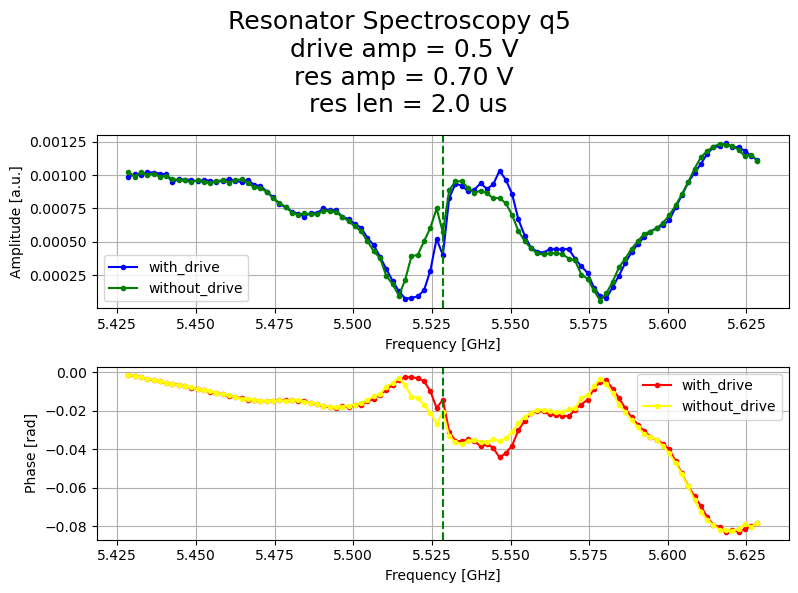 Resonator Spectroscopy q5
drive amp = 0.5 V
res amp = 0.70 V
res len = 2.0 us
Amplitude [a.u.]
0.00125
0.00100
0.00075
0.00050
0.00025
with_drive
without_drive
5.425 5.450 5.475 5.500 5.525 5.550 5.575 5.600 5.625
Frequency [GHz]
Phase [rad]
0.00
−0.02
−0.04
−0.06
−0.08
with_drive
without_drive
5.425 5.450 5.475 5.500 5.525 5.550 5.575 5.600 5.625
Frequency [GHz]